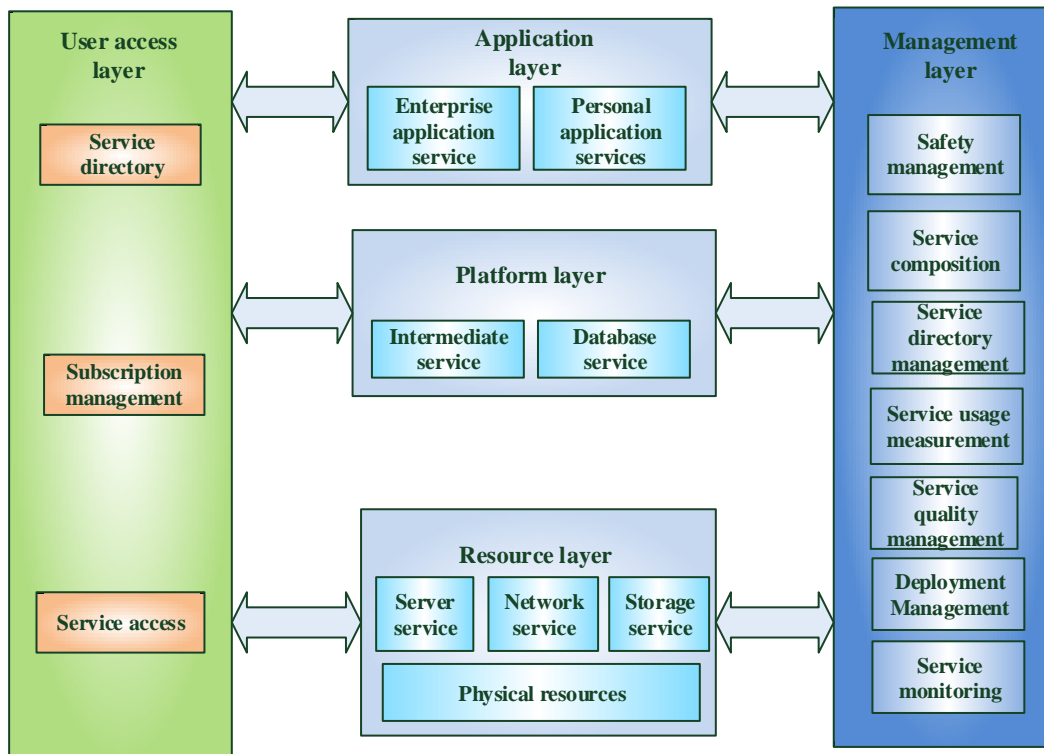 User access
layer
Service
directory
Subscription
management
Service access
Application
layer
Enterprise
application
service
Personal
application
services
Platform layer
Intermediate
service
Database
service
Resource layer
Server
service
Network
service
Storage
service
Physical resources
Management
layer
Safety
management
Service
composition
Service
directory
management
Service usage
measurement
Service
quality
management
Deployment
Management
Service
monitoring